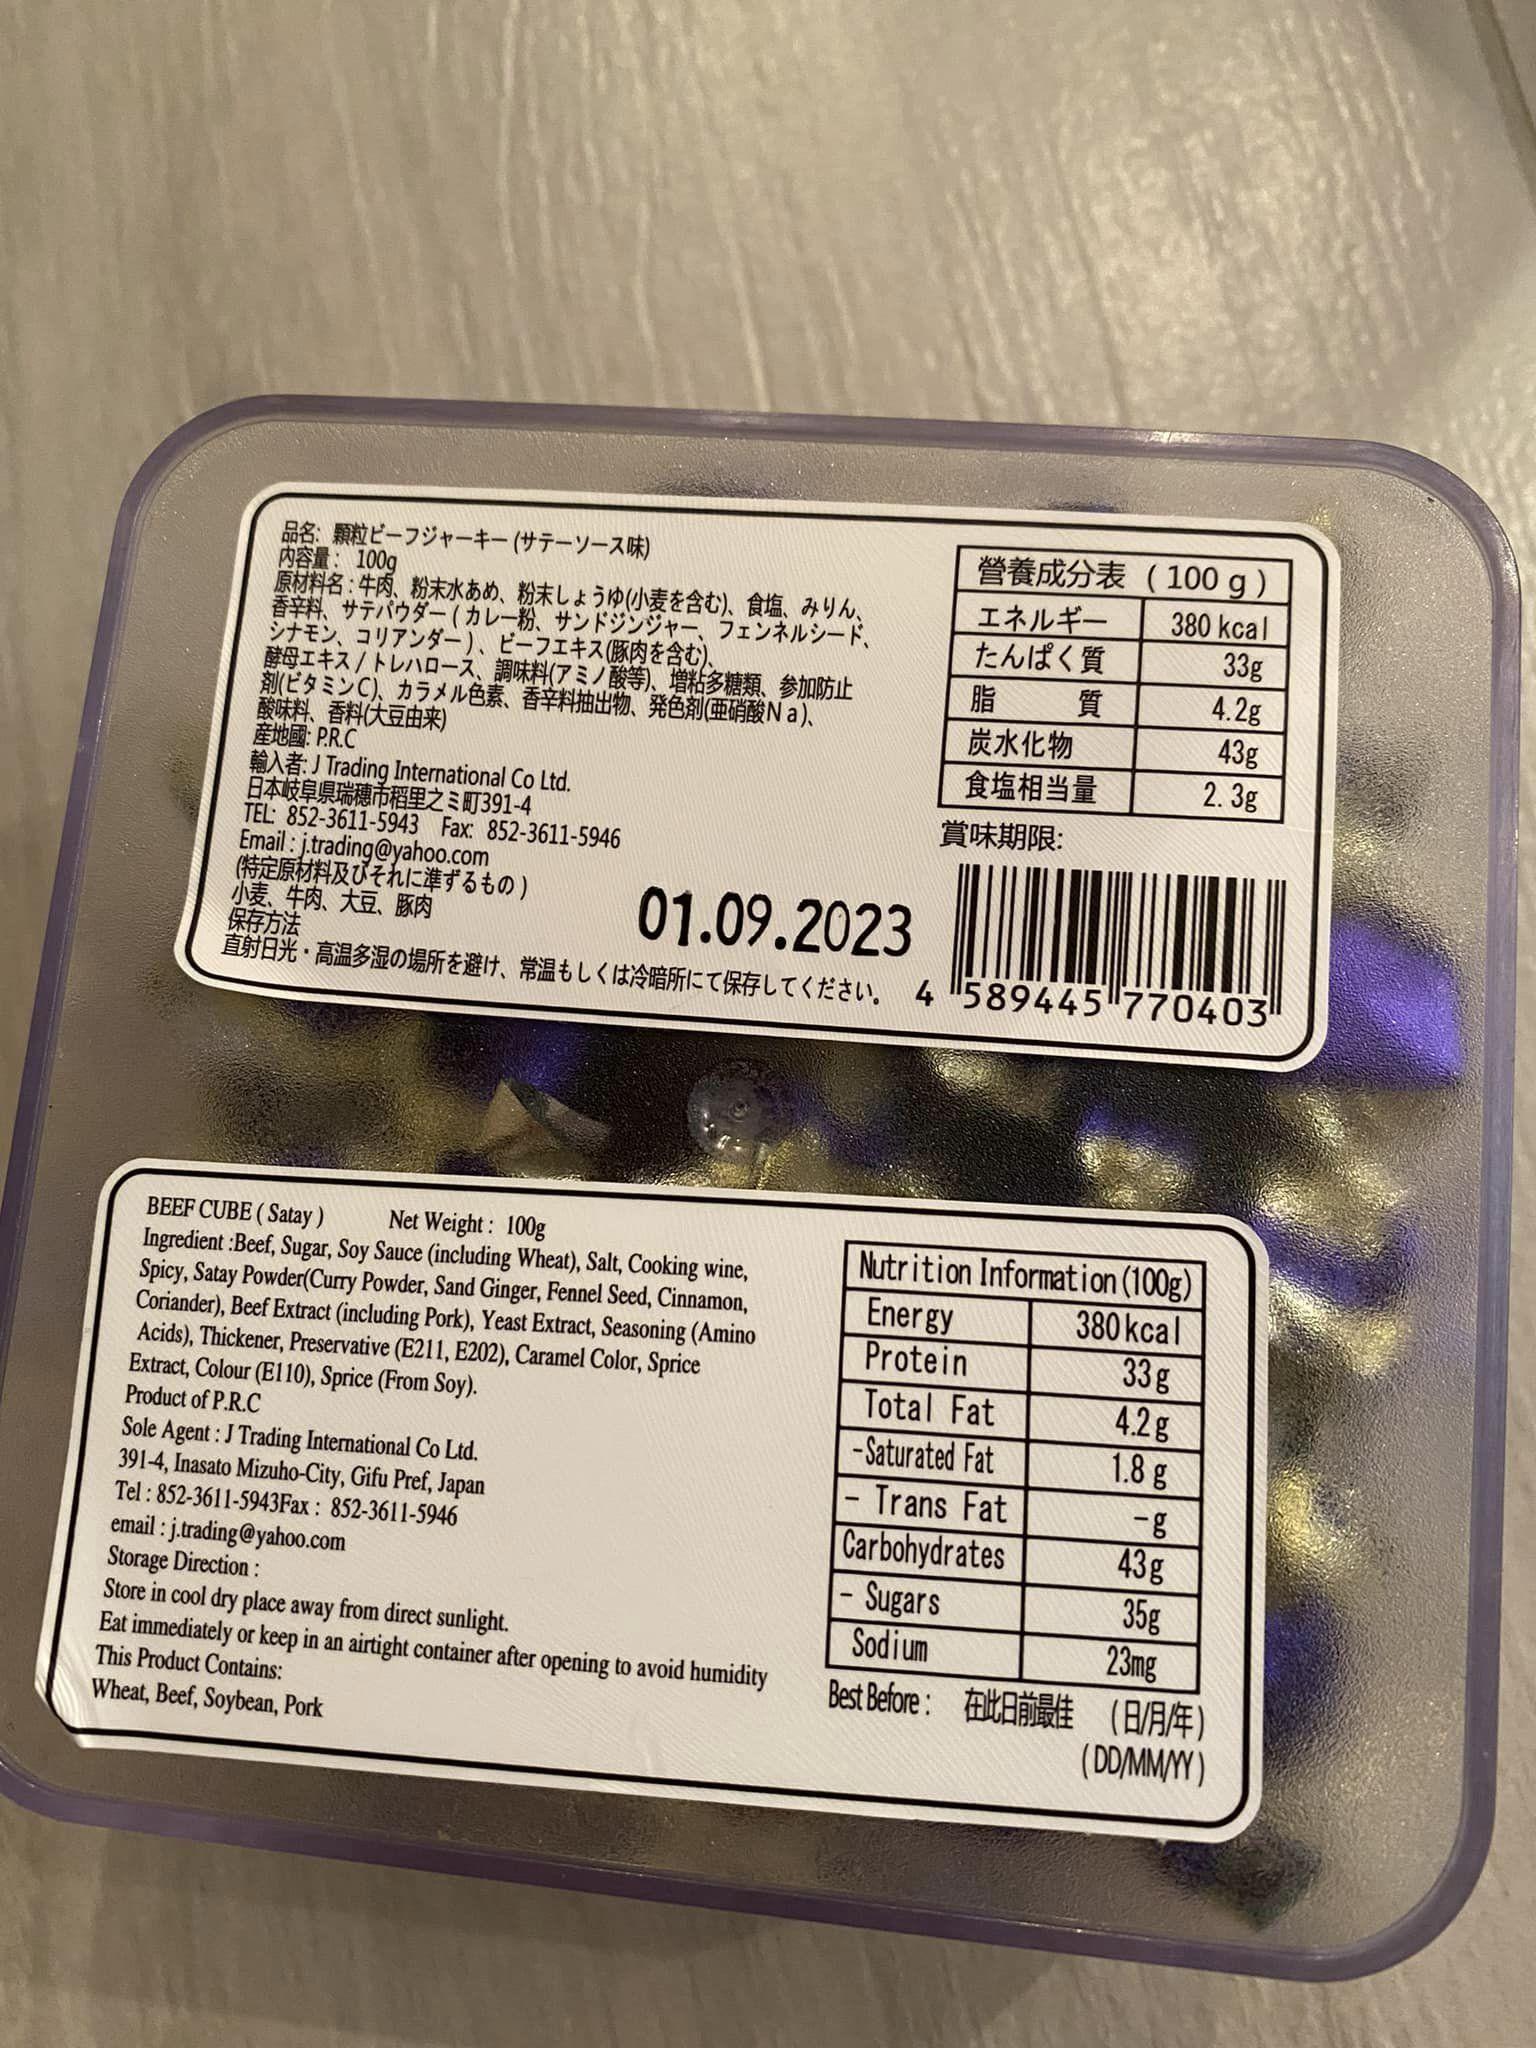 品名: 顆粒ビーフジャーキー (サテーソース味)
内容量: 100g
原材料名 : 牛肉、粉末水あめ、粉末しょうゆ(小麦を含む)、食塩、みりん、
香辛料、サテパウダー ( カレー粉、サンドジンジャー、フェンネルシード、
シナモン、コリアンダー ) 、ビーフエキス(豚肉を含む)、
酵母エキス / トレハロース、調味料(アミノ酸等)、増粘多糖類、参加防止
剤(ビタミンC)、カラメル色素、香辛料抽出物、発色剤(亜硝酸Na)、
酸味料、香料(大豆由来)
産地國: P.R.C
輸入者: J Trading International Co Ltd.
日本岐阜県瑞穂市稻里之ミ町391-4
TEL: 852-3611-5943 Fax: 852-3611-5946
Email : j.trading@yahoo.com
(特定原材料及びそれに準ずるもの )
小麦、牛肉、大豆、豚肉
保存方法
直射日光・高温多湿の場所を避け、常温もしくは冷暗所にて保存してください。
營養成分表 ( 100 g )
エネルギー 380 kcal
たんぱく質 33g
脂 質 4.2g
炭水化物 43g
食塩相当量 2.3g
賞味期限:
01.09.2023
4 589445 770403
BEEF CUBE ( Satay ) Net Weight : 100g
Ingredient :Beef, Sugar, Soy Sauce (including Wheat), Salt, Cooking wine,
Spicy, Satay Powder(Curry Powder, Sand Ginger, Fennel Seed, Cinnamon,
Coriander), Beef Extract (including Pork), Yeast Extract, Seasoning (Amino
Acids), Thickener, Preservative (E211, E202), Caramel Color, Sprice
Extract, Colour (E110), Sprice (From Soy).
Product of P.R.C
Sole Agent : J Trading International Co Ltd.
391-4, Inasato Mizuho-City, Gifu Pref, Japan
Tel : 852-3611-5943Fax : 852-3611-5946
email : j.trading@yahoo.com
Storage Direction :
Store in cool dry place away from direct sunlight.
Eat immediately or keep in an airtight container after opening to avoid humidity
This Product Contains:
Wheat, Beef, Soybean, Pork
Nutrition Information (100g)
Energy 380kcal
Protein 33g
Total Fat 4.2g
-Saturated Fat 1.8 g
- Trans Fat -g
Carbohydrates 43g
- Sugars 35g
Sodium 23mg
Best Before : 在此日前最佳 (日/月/年)
(DD/MM/YY)